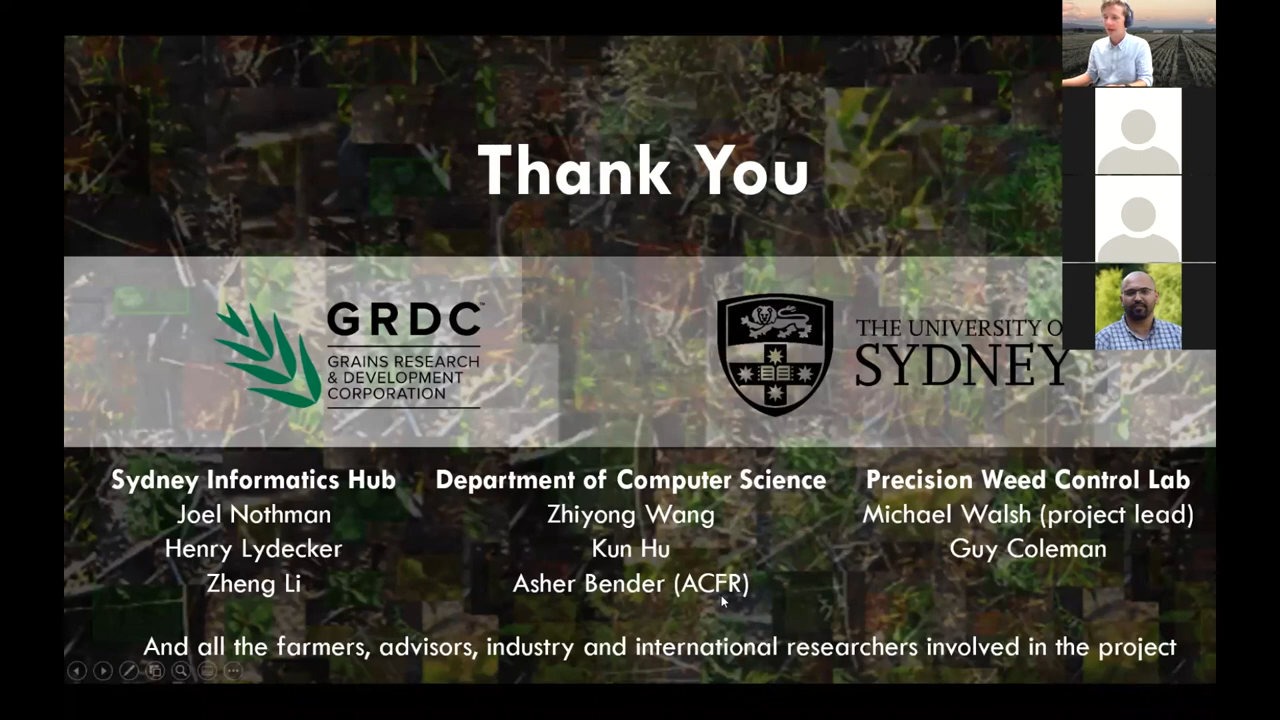 Thank You
GRDC™
GRAINS RESEARCH
& DEVELOPMENT
CORPORATION
THE UNIVERSITY O
SYDNEY
Sydney Informatics Hub
Joel Nothman
Henry Lydecker
Zheng Li
Department of Computer Science
Zhiyong Wang
Kun Hu
Asher Bender (ACFR)
Precision Weed Control Lab
Michael Walsh (project lead)
Guy Coleman
And all the farmers, advisors, industry and international researchers involved in the project